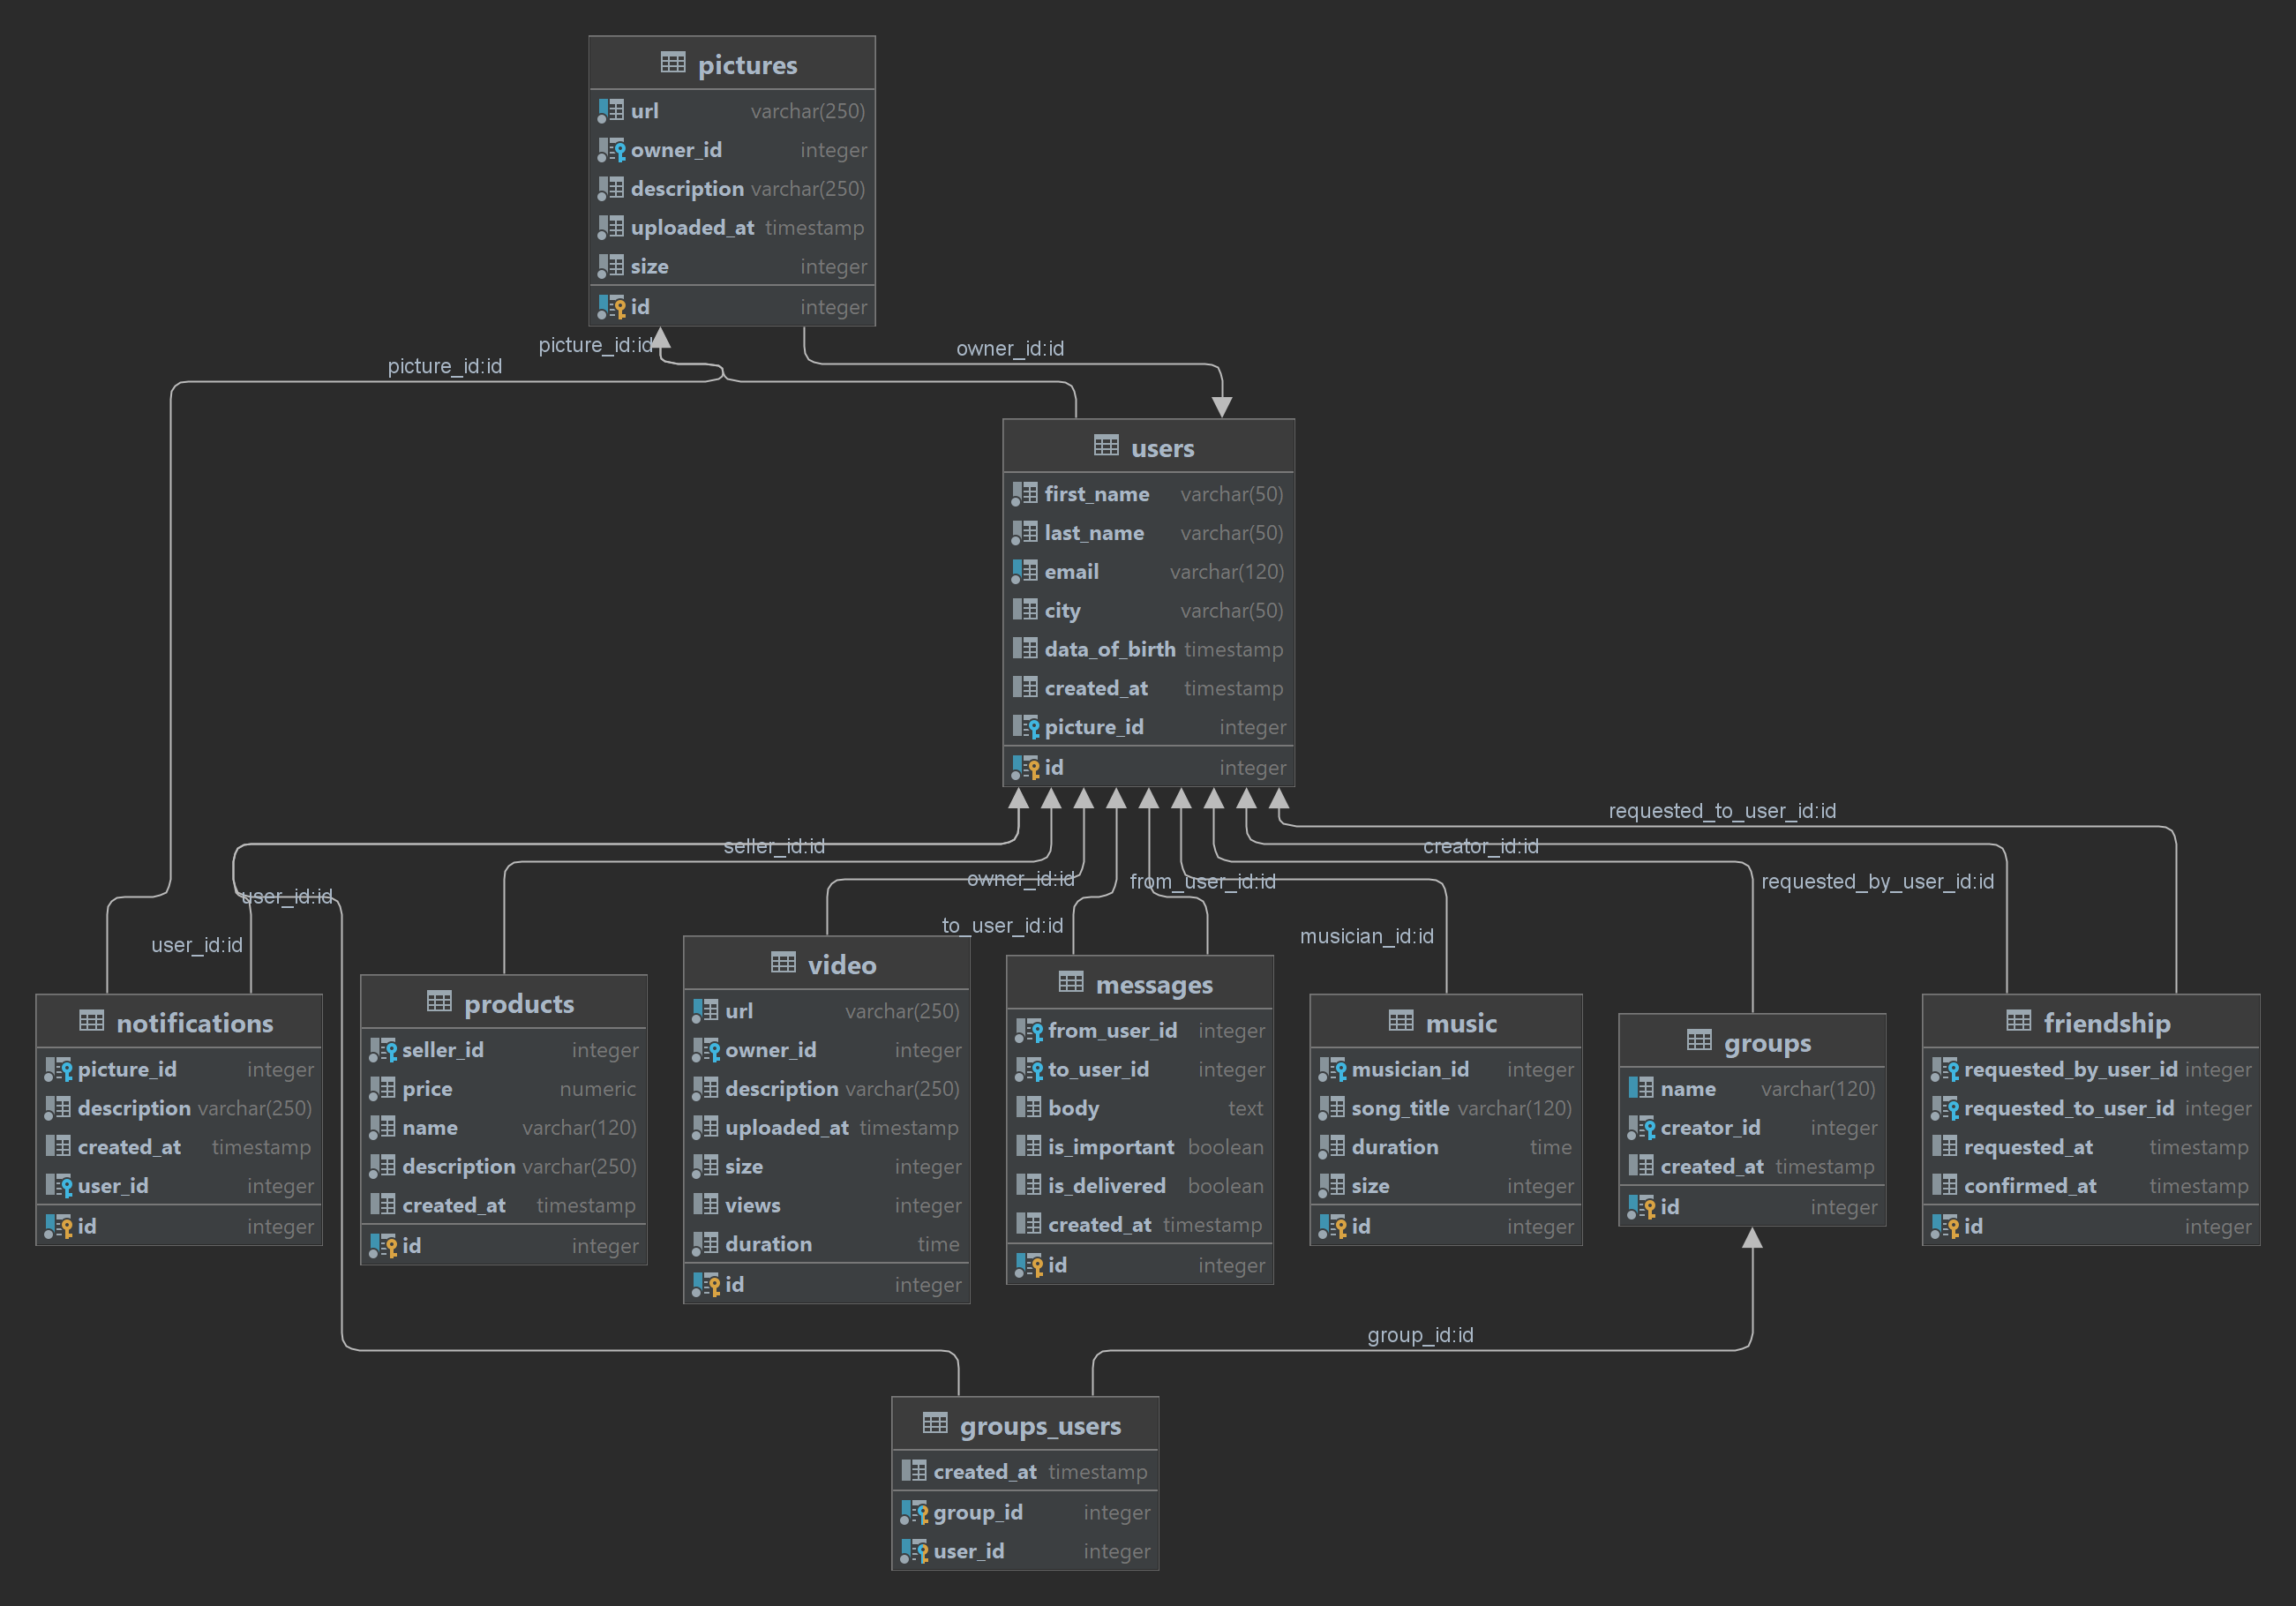 pictures
url varchar(250)
owner_id integer
description varchar(250)
uploaded_at timestamp
size integer
id integer
picture_id:id
picture_id:id
owner_id:id
users
first_name varchar(50)
last_name varchar(50)
email varchar(120)
city varchar(50)
data_of_birth timestamp
created_at timestamp
picture_id integer
id integer
requested_to_user_id:id
seller_id:id
creator_id:id
owner_id:id
from_user_id:id
requested_by_user_id:id
user_id:id
to_user_id:id
musician_id:id
user_id:id
notifications
picture_id integer
description varchar(250)
created_at timestamp
user_id integer
id integer
products
seller_id integer
price numeric
name varchar(120)
description varchar(250)
created_at timestamp
id integer
video
url varchar(250)
owner_id integer
description varchar(250)
uploaded_at timestamp
size integer
views integer
duration time
id integer
messages
from_user_id integer
to_user_id integer
body text
is_important boolean
is_delivered boolean
created_at timestamp
id integer
music
musician_id integer
song_title varchar(120)
duration time
size integer
id integer
groups
name varchar(120)
creator_id integer
created_at timestamp
id integer
friendship
requested_by_user_id integer
requested_to_user_id integer
requested_at timestamp
confirmed_at timestamp
id integer
group_id:id
groups_users
created_at timestamp
group_id integer
user_id integer